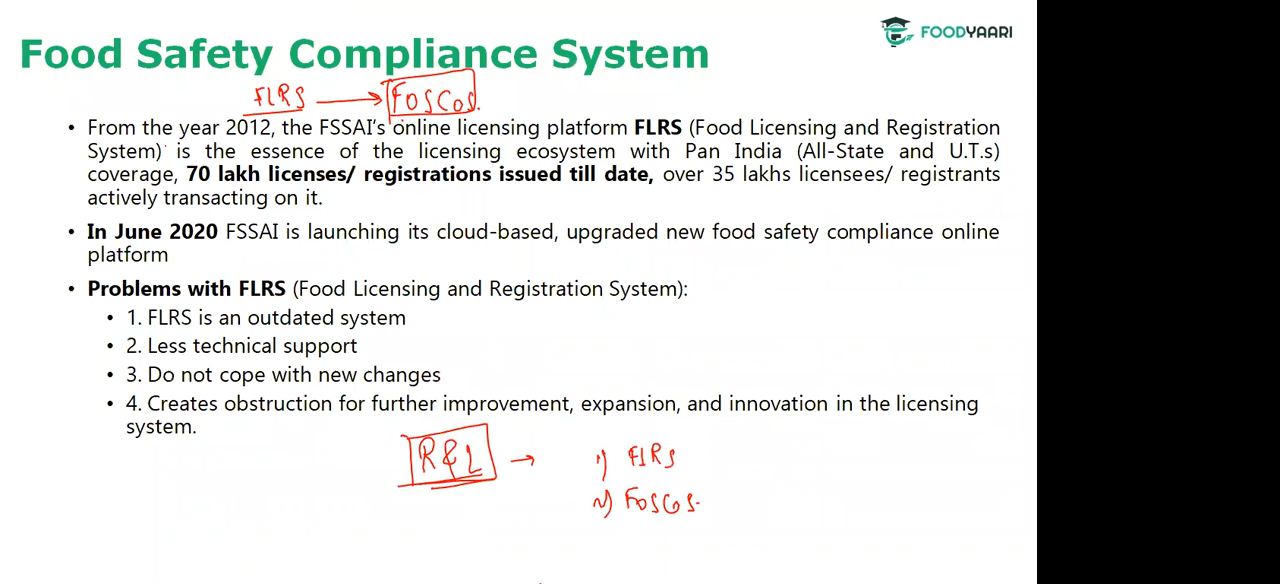 FOODYAARI
Food Safety Compliance System
FLRS → FOSCOS.
• From the year 2012, the FSSAI's online licensing platform FLRS (Food Licensing and Registration
System) is the essence of the licensing ecosystem with Pan India (All-State and U.T.s)
coverage, 70 lakh licenses/ registrations issued till date, over 35 lakhs licensees/ registrants
actively transacting on it.
• In June 2020 FSSAI is launching its cloud-based, upgraded new food safety compliance online
platform
• Problems with FLRS (Food Licensing and Registration System):
• 1. FLRS is an outdated system
• 2. Less technical support
• 3. Do not cope with new changes
• 4. Creates obstruction for further improvement, expansion, and innovation in the licensing
system.
R&L → 1) FLRS
2) FOSCOS.